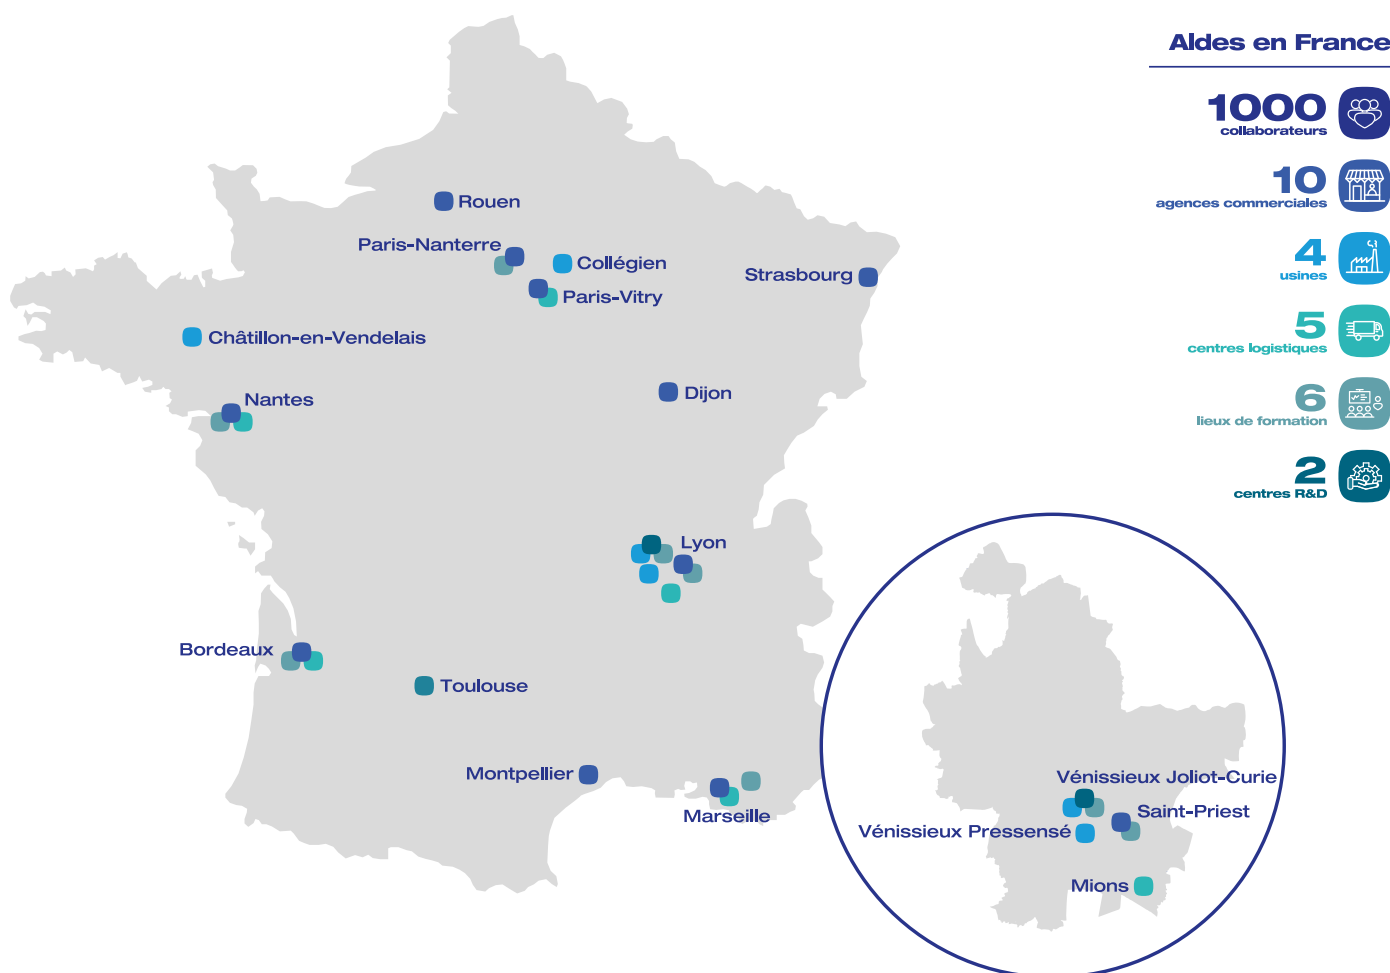 Aldes en France
1000
collaborateurs
10
agences commerciales
4
usines
5
centres logistiques
6
lieux de formation
2
centres R&D
Rouen
Paris-Nanterre
Collégien
Strasbourg
Paris-Vitry
Châtillon-en-Vendelais
Dijon
Nantes
Lyon
Bordeaux
Toulouse
Montpellier
Marseille
Vénissieux Joliot-Curie
Saint-Priest
Vénissieux Pressensé
Mions